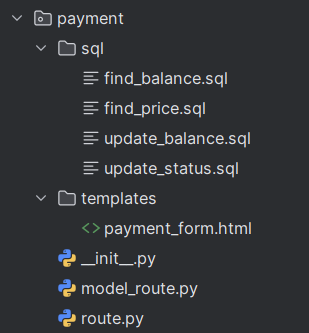 payment
sql
find_balance.sql
find_price.sql
update_balance.sql
update_status.sql
templates
payment_form.html
__init__.py
model_route.py
route.py